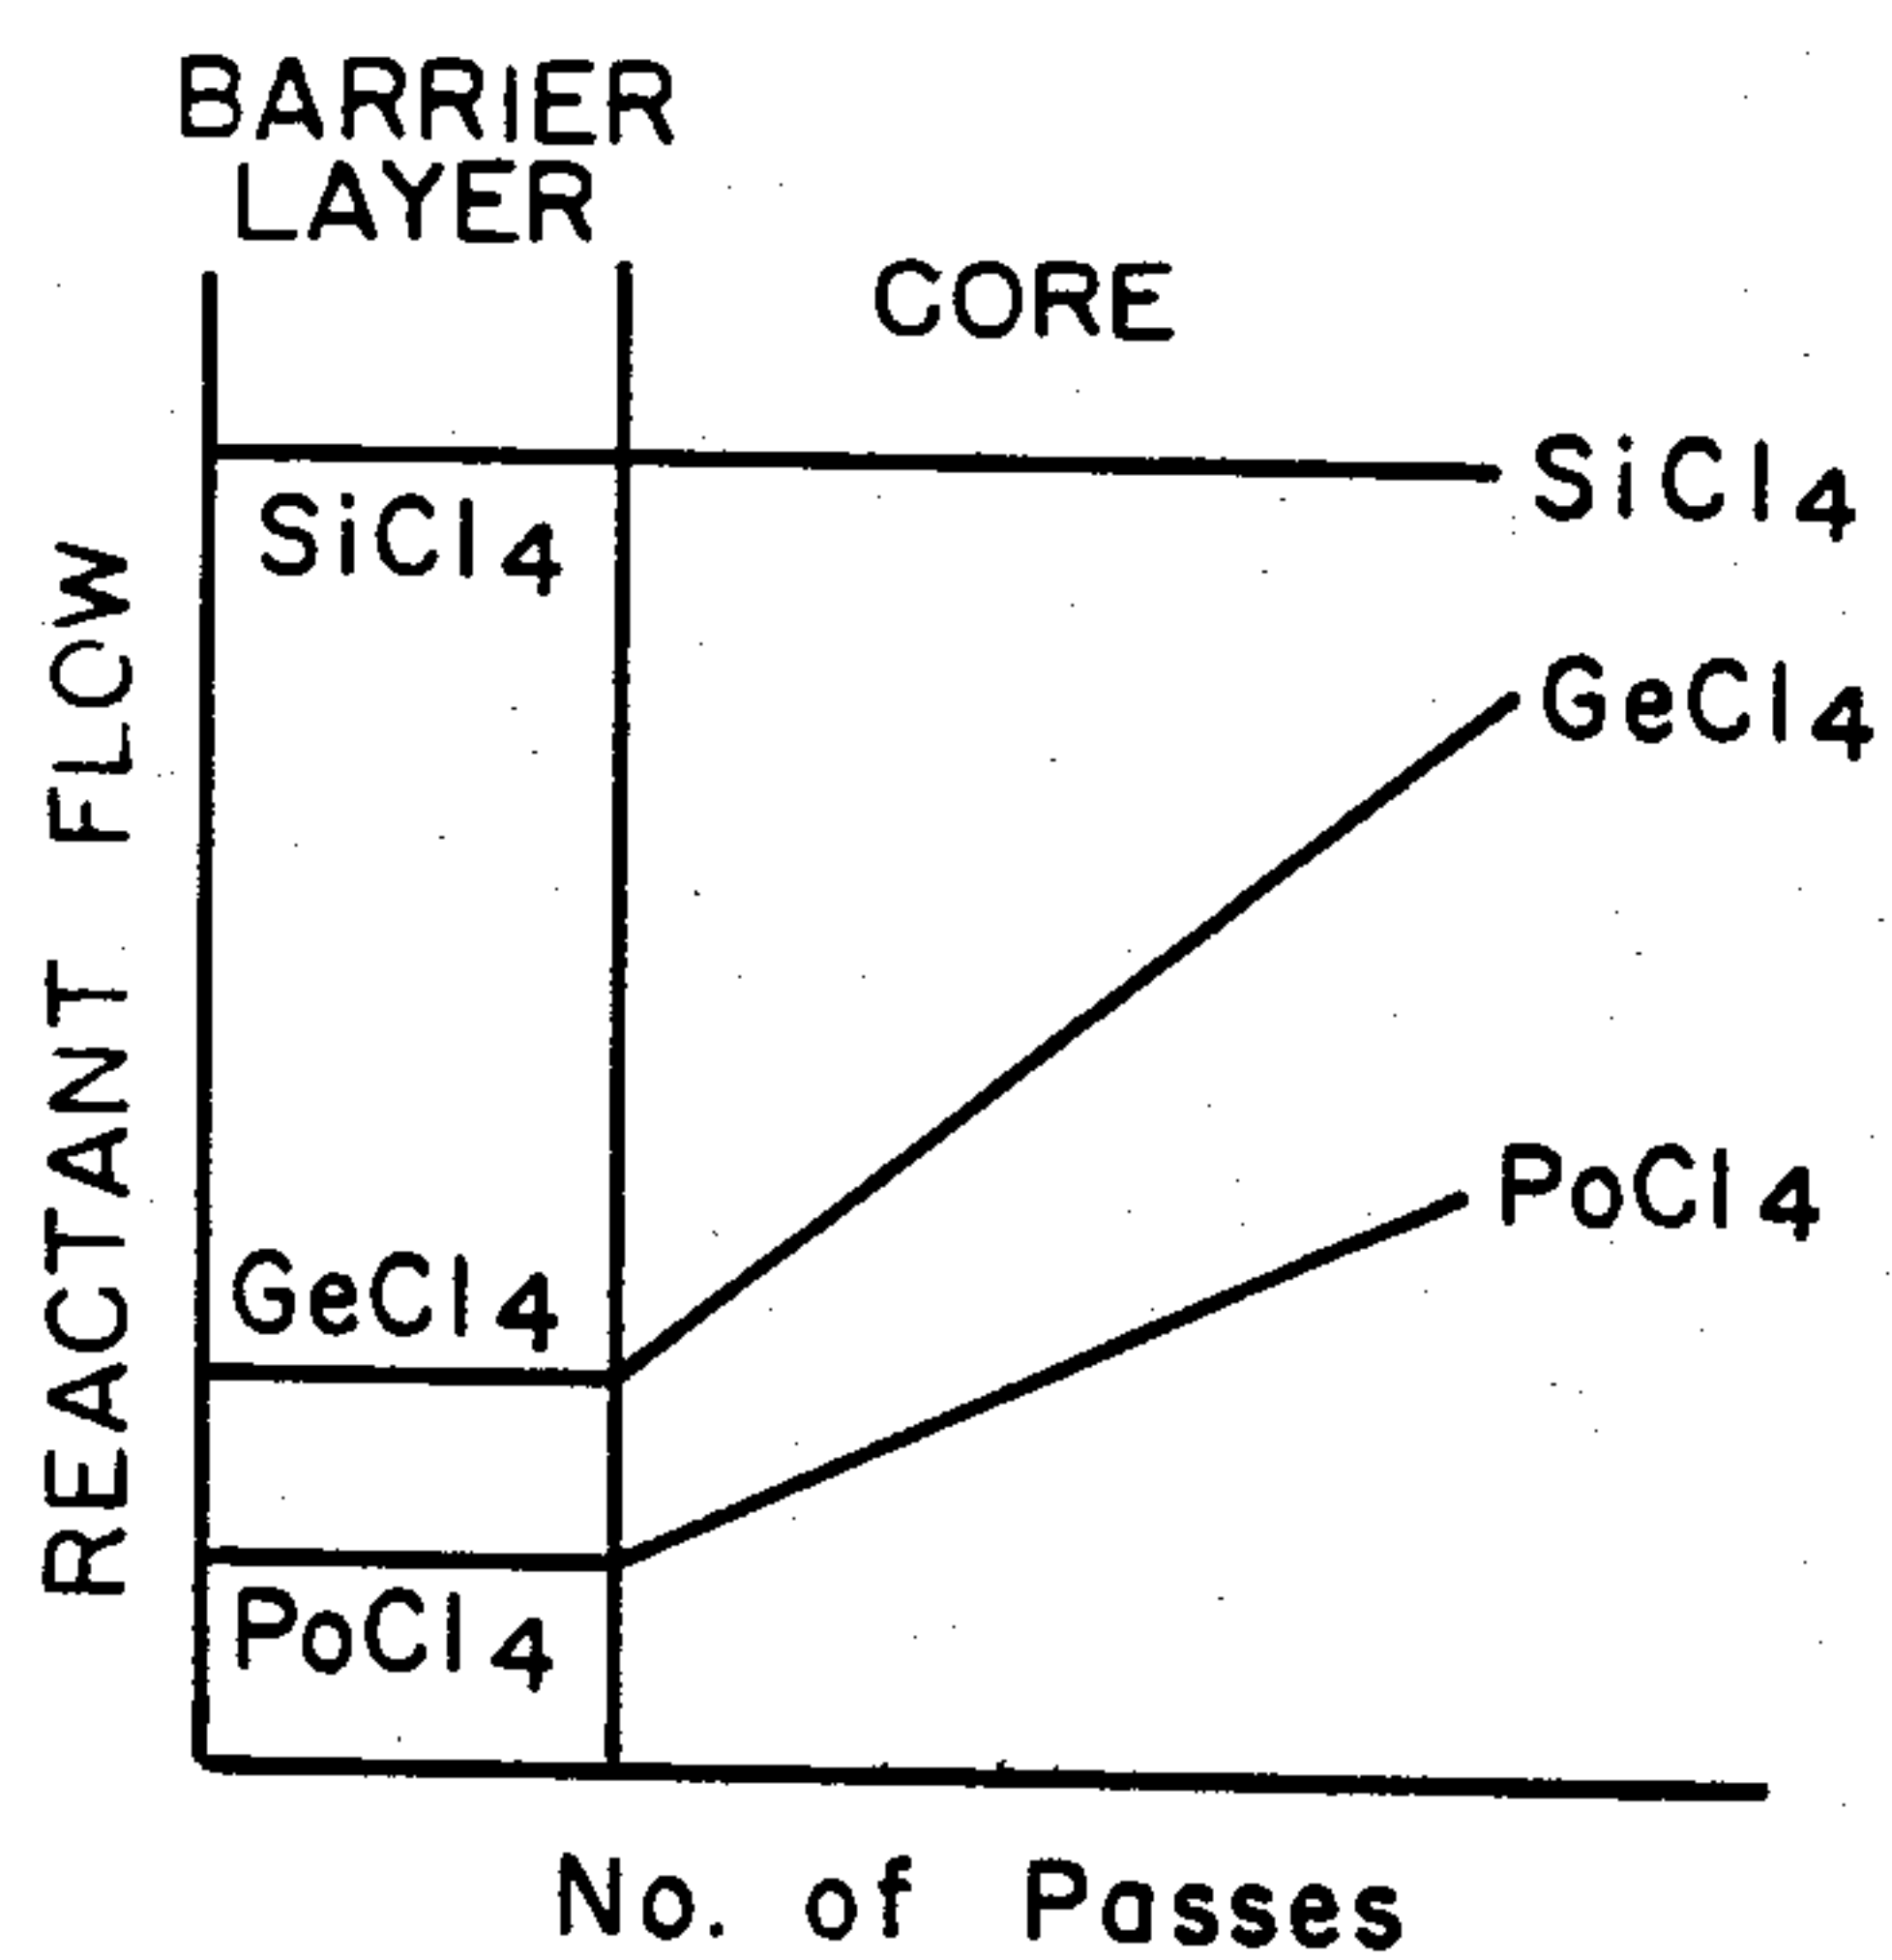 BARRIER
LAYER
CORE
SiCl4
SiCl4
GeCl4
PoCl4
GeCl4
PoCl4
REACTANT FLOW
No. of Passes